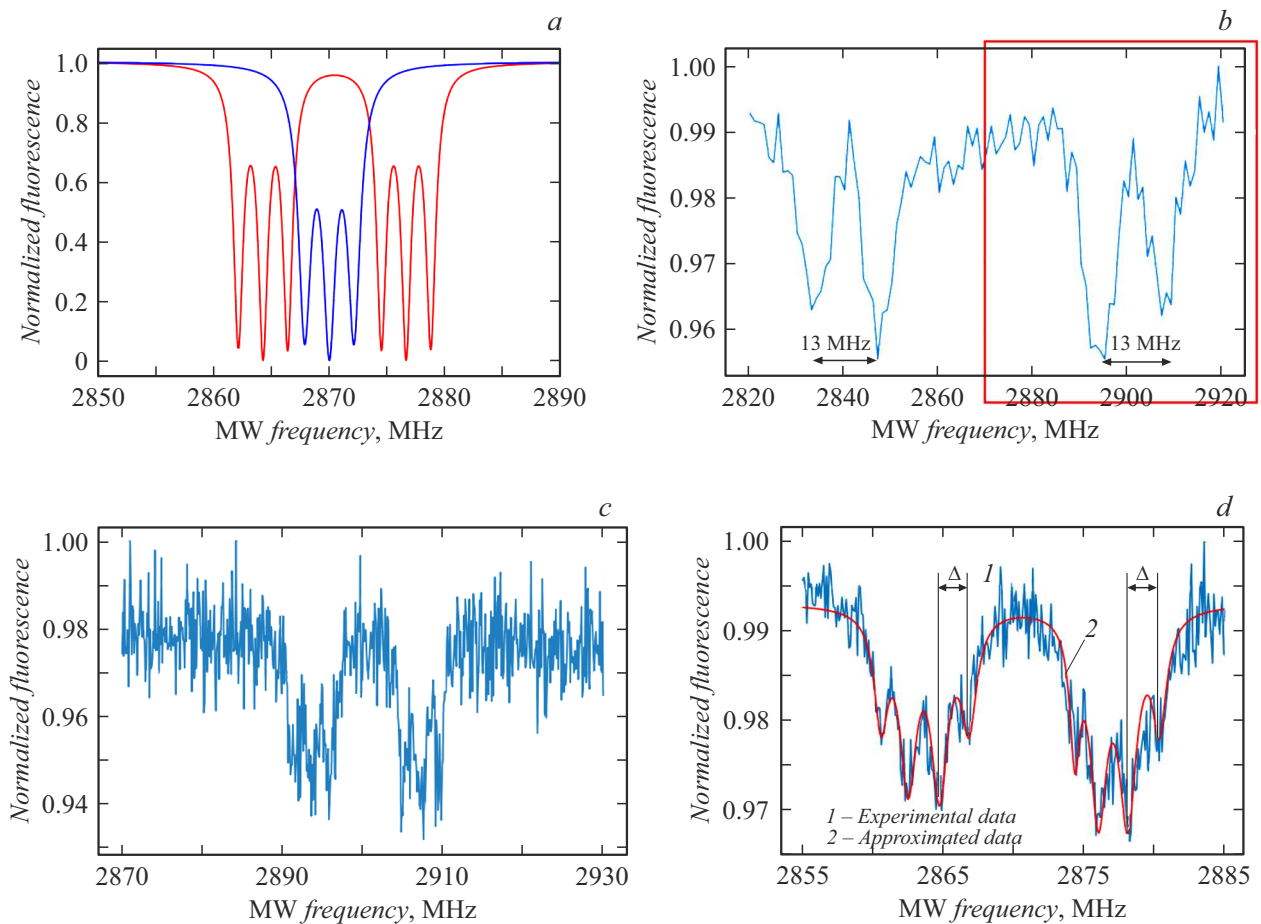 a
Normalized fluorescence
1.0
0.8
0.6
0.4
0.2
0
2850 2860 2870 2880 2890
MW frequency, MHz
b
Normalized fluorescence
1.00
0.99
0.98
0.97
0.96
13 MHz 13 MHz
2820 2840 2860 2880 2900 2920
MW frequency, MHz
c
Normalized fluorescence
1.00
0.98
0.96
0.94
2870 2890 2910 2930
MW frequency, MHz
d
Normalized fluorescence
1.00
0.99
0.98
0.97
Δ 1 Δ
2
1 – Experimental data
2 – Approximated data
2855 2865 2875 2885
MW frequency, MHz